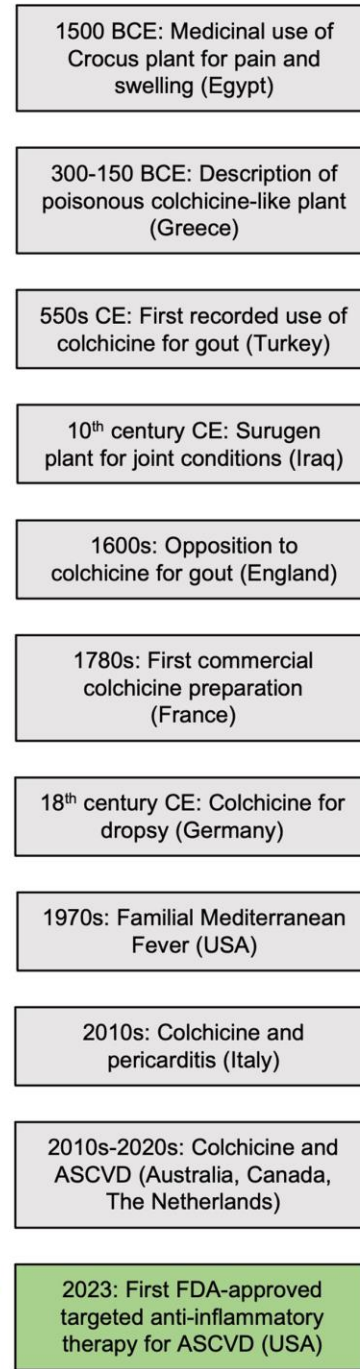 1500 BCE: Medicinal use of
Crocus plant for pain and
swelling (Egypt)
300-150 BCE: Description of
poisonous colchicine-like plant
(Greece)
550s CE: First recorded use of
colchicine for gout (Turkey)
10th century CE: Surugen
plant for joint conditions (Iraq)
1600s: Opposition to
colchicine for gout (England)
1780s: First commercial
colchicine preparation
(France)
18th century CE: Colchicine for
dropsy (Germany)
1970s: Familial Mediterranean
Fever (USA)
2010s: Colchicine and
pericarditis (Italy)
2010s-2020s: Colchicine and
ASCVD (Australia, Canada,
The Netherlands)
2023: First FDA-approved
targeted anti-inflammatory
therapy for ASCVD (USA)